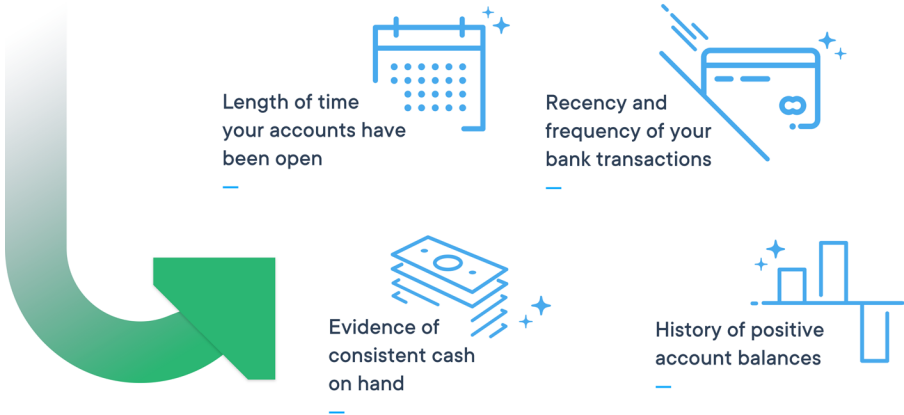 Length of time
your accounts have
been open
Recency and
frequency of your
bank transactions
Evidence of
consistent cash
on hand
History of positive
account balances